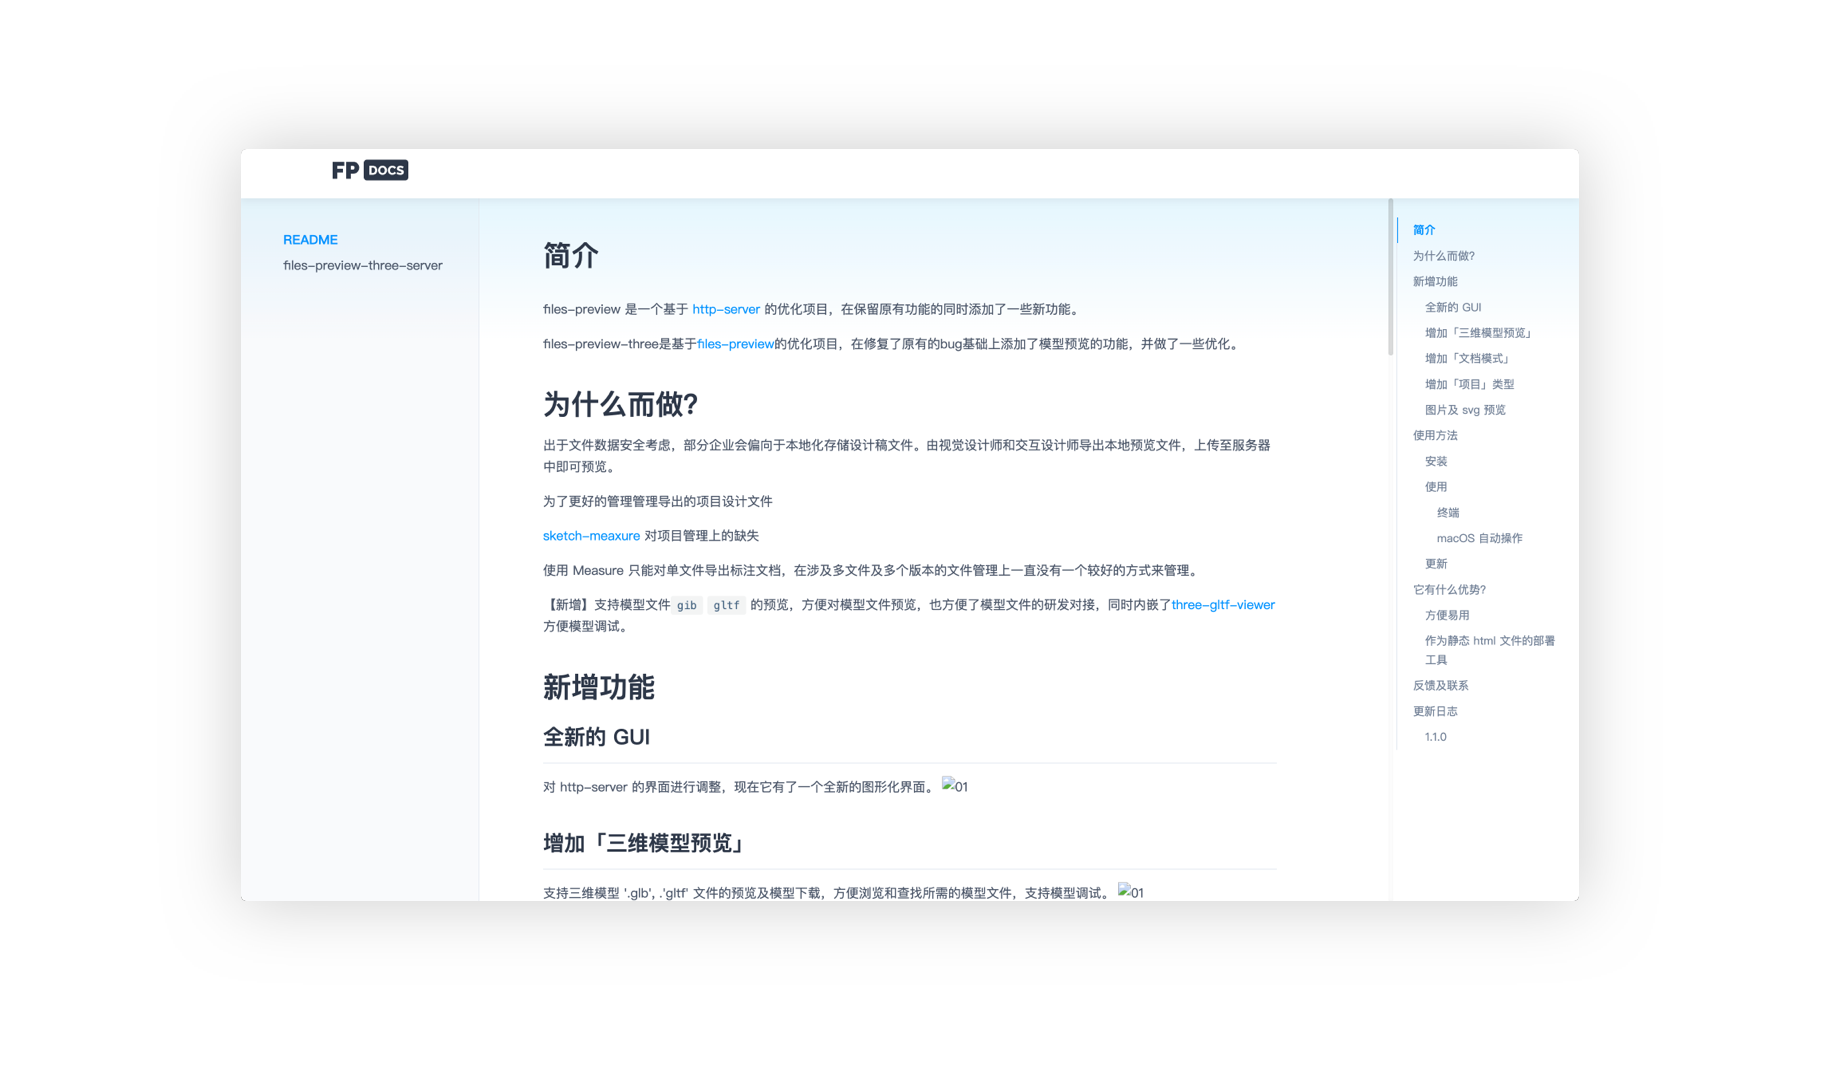 FP DOCS
README
files-preview-three-server
简介
files-preview 是一个基于 http-server 的优化项目，在保留原有功能的同时添加了一些新功能。
files-preview-three是基于files-preview的优化项目，在修复了原有的bug基础上添加了模型预览的功能，并做了一些优化。
为什么而做？
出于文件数据安全考虑，部分企业会偏向于本地化存储设计稿文件。由视觉设计师和交互设计师导出本地预览文件，上传至服务器
中即可预览。
为了更好的管理管理导出的项目设计文件
sketch-meaxure 对项目管理上的缺失
使用 Measure 只能对单文件导出标注文档，在涉及多文件及多个版本的文件管理上一直没有一个较好的方式来管理。
【新增】支持模型文件 gib gltf 的预览，方便对模型文件预览，也方便了模型文件的研发对接，同时内嵌了three-gltf-viewer
方便模型调试。
新增功能
全新的 GUI
对 http-server 的界面进行调整，现在它有了一个全新的图形化界面。 01
增加「三维模型预览」
支持三维模型 '.glb', .'gltf' 文件的预览及模型下载，方便浏览和查找所需的模型文件，支持模型调试。 01
简介
为什么而做?
新增功能
全新的 GUI
增加「三维模型预览」
增加「文档模式」
增加「项目」类型
图片及 svg 预览
使用方法
安装
使用
终端
macOS 自动操作
更新
它有什么优势?
方便易用
作为静态 html 文件的部署
工具
反馈及联系
更新日志
1.1.0